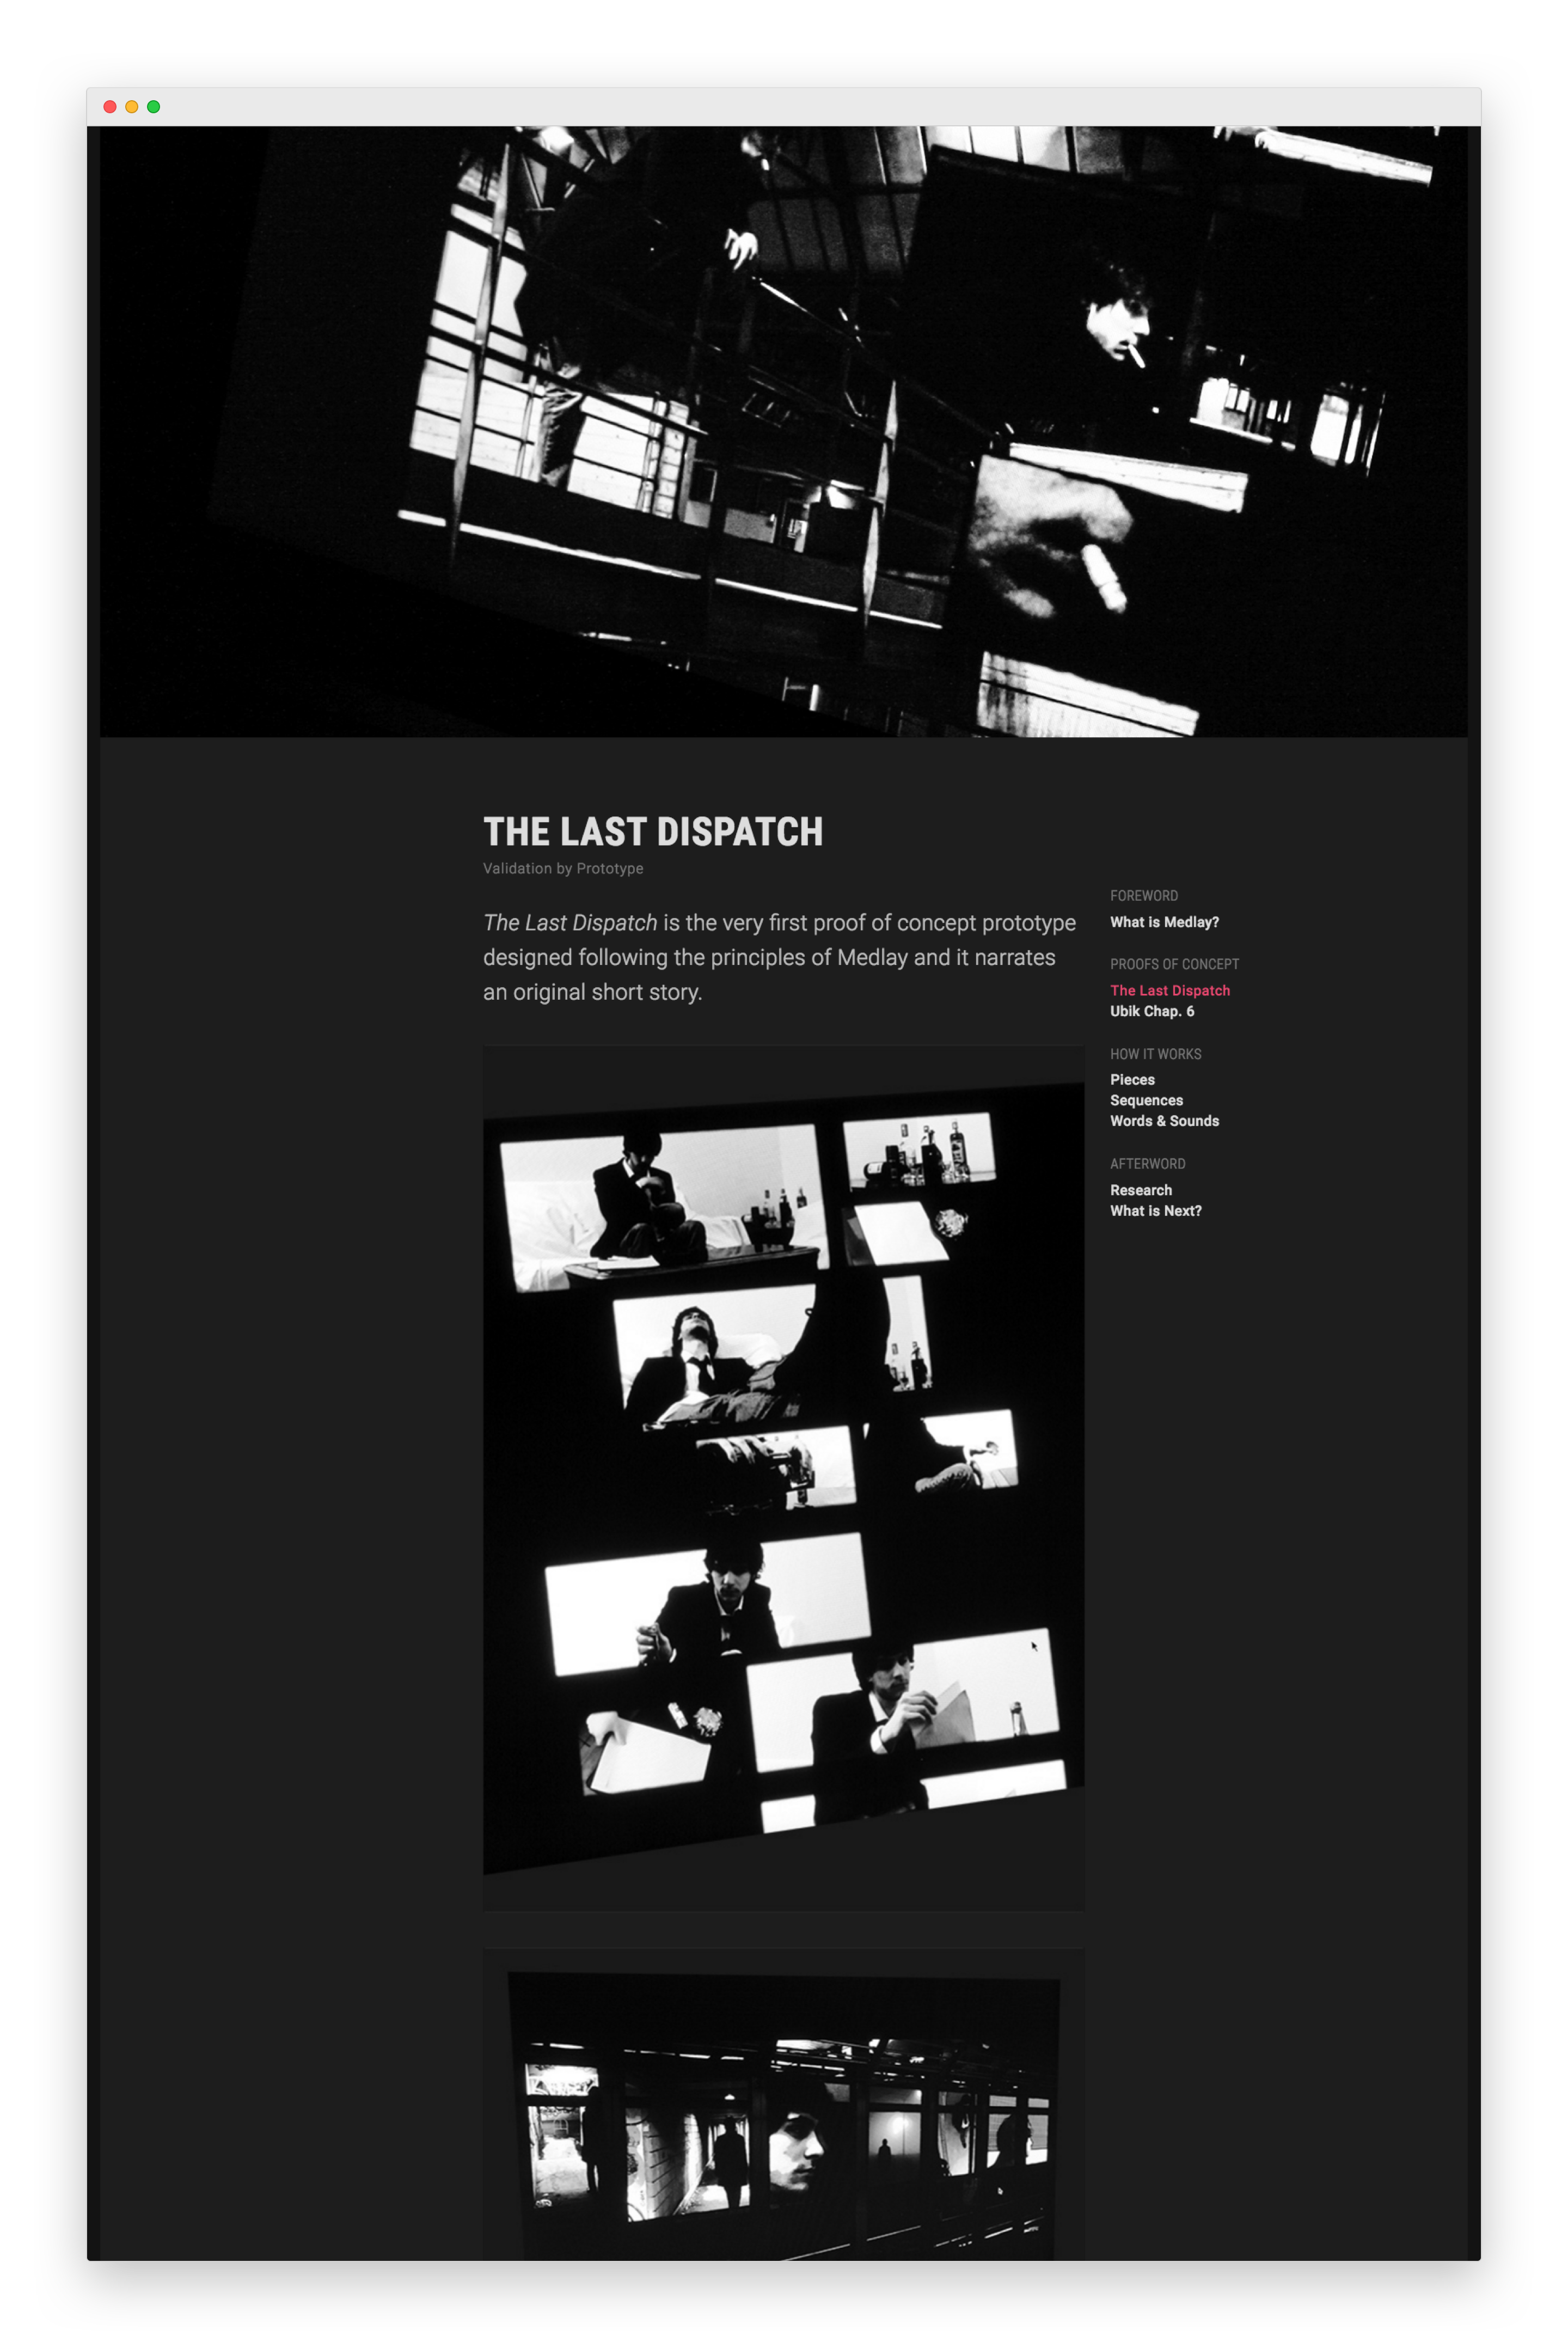 THE LAST DISPATCH
Validation by Prototype
The Last Dispatch is the very first proof of concept prototype
designed following the principles of Medlay and it narrates
an original short story.
FOREWORD
What is Medlay?
PROOFS OF CONCEPT
The Last Dispatch
Ubik Chap. 6
HOW IT WORKS
Pieces
Sequences
Words & Sounds
AFTERWORD
Research
What is Next?